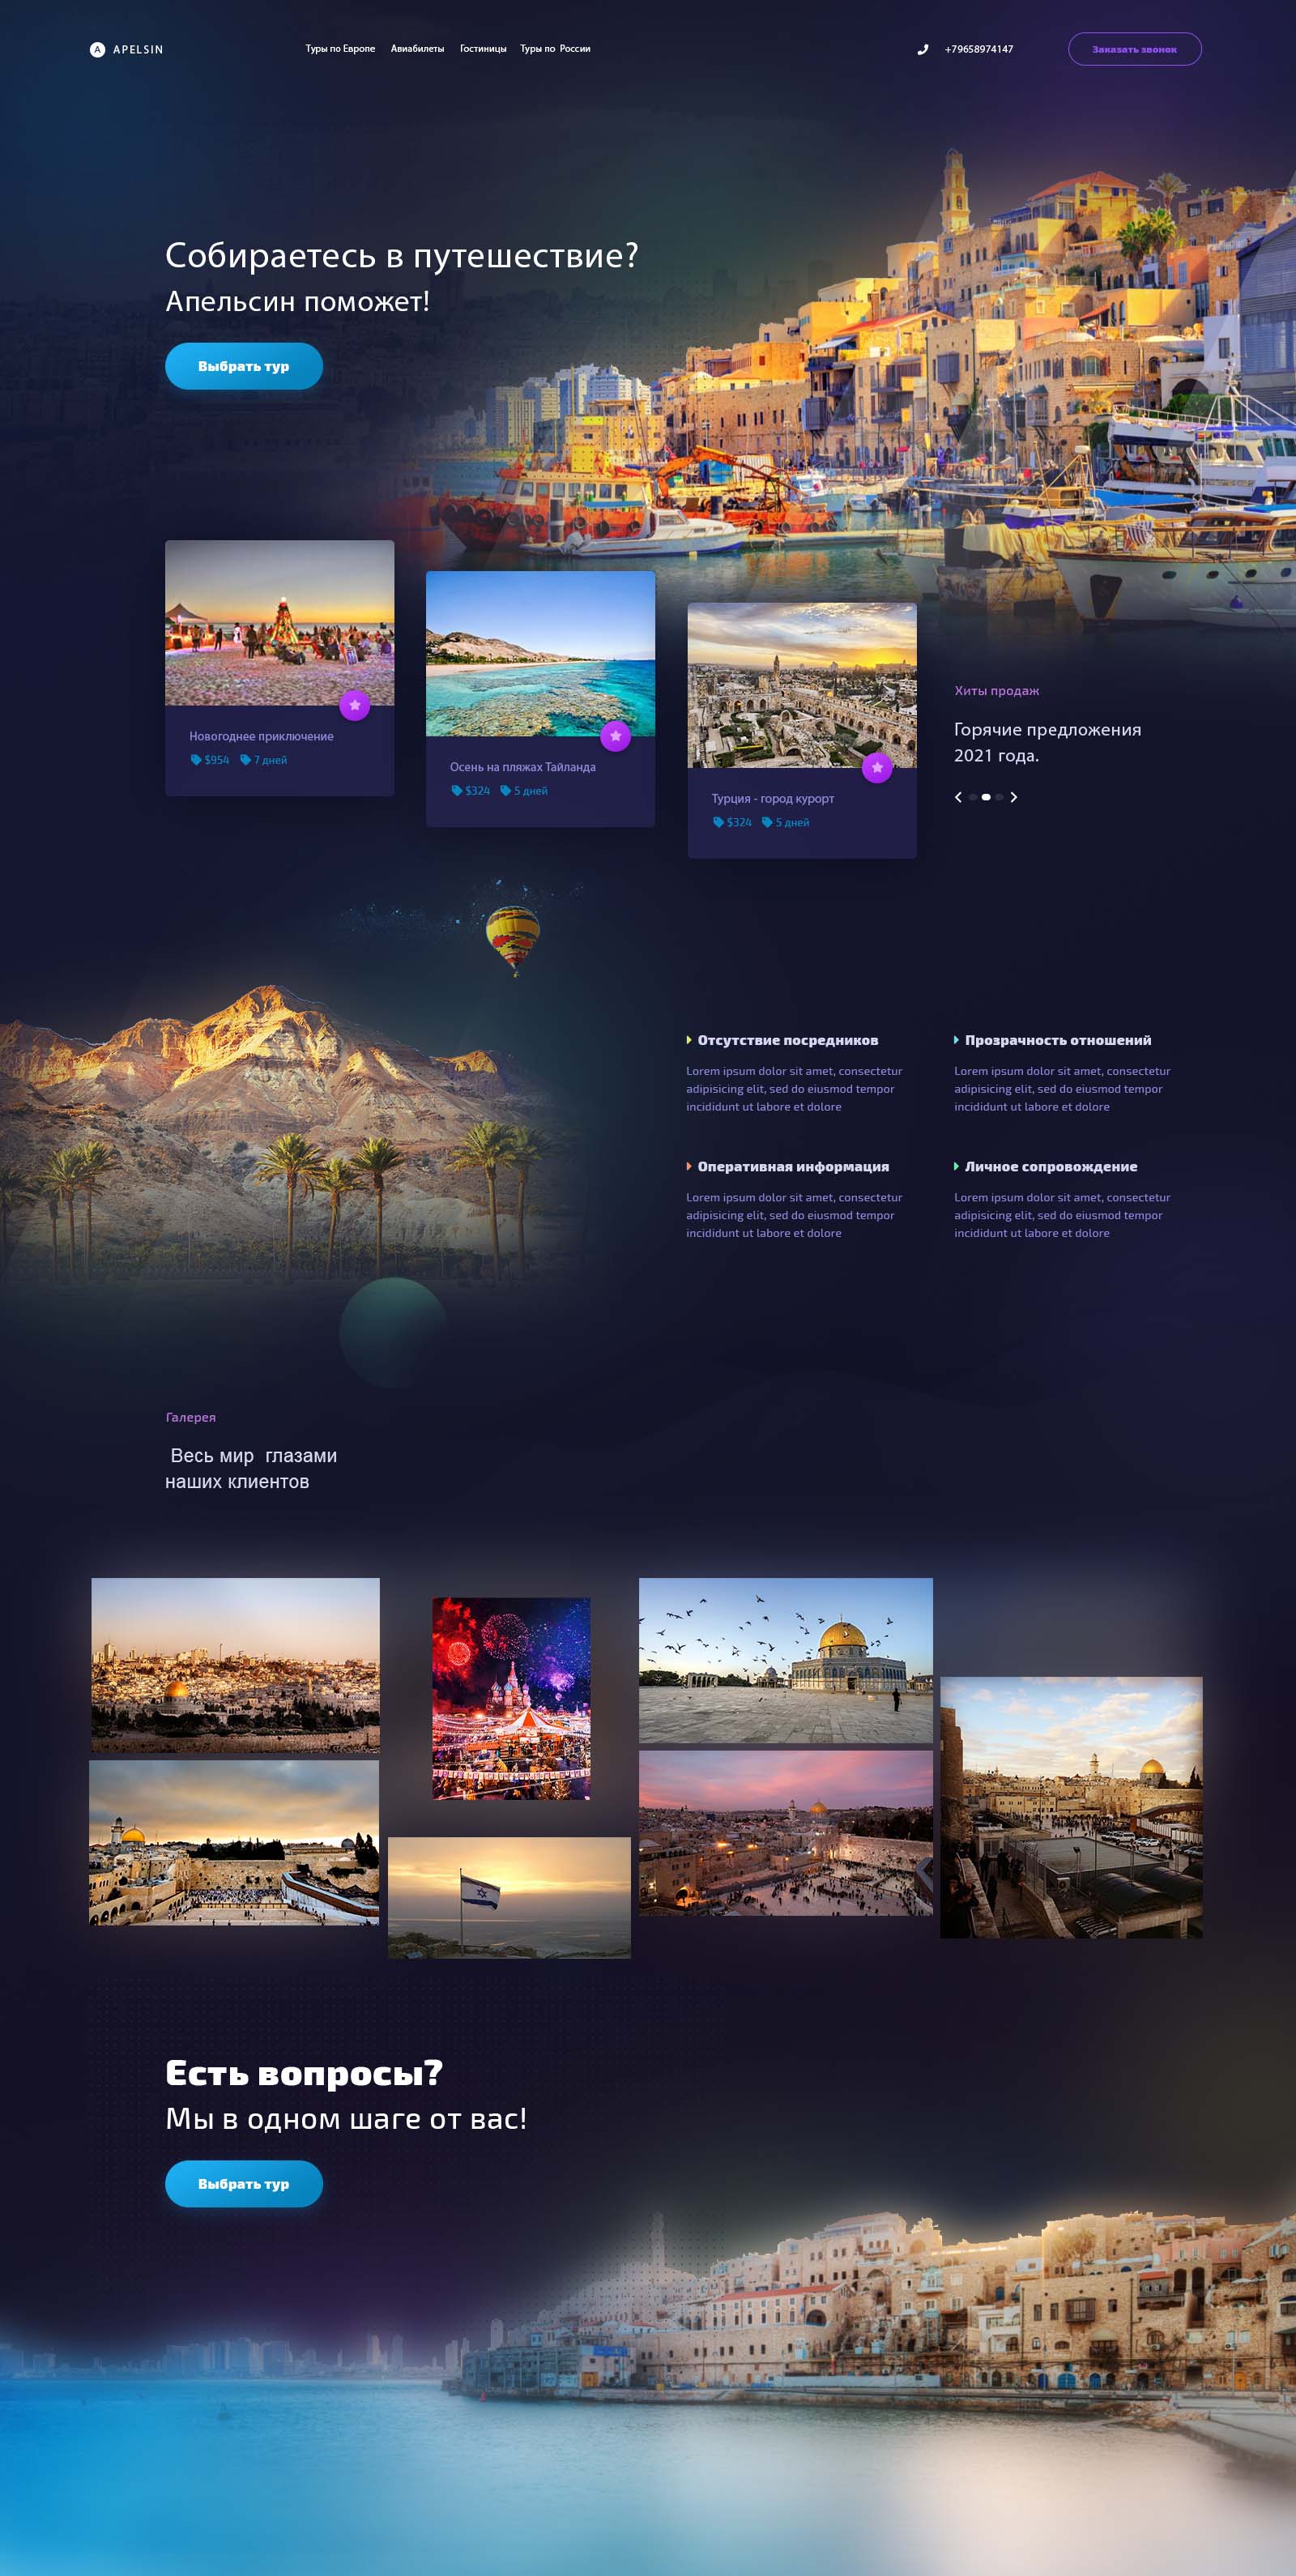 A APELSIN
Туры по Европе Авиабилеты Гостиницы Туры по России
+79658974147
Заказать звонок
Собираетесь в путешествие?
Апельсин поможет!
Выбрать тур
Новогоднее приключение
$954 7 дней
Осень на пляжах Тайланда
$324 5 дней
Турция - город курорт
$324 5 дней
Хиты продаж
Горячие предложения
2021 года.
Отсутствие посредников
Lorem ipsum dolor sit amet, consectetur
adipisicing elit, sed do eiusmod tempor
incididunt ut labore et dolore
Прозрачность отношений
Lorem ipsum dolor sit amet, consectetur
adipisicing elit, sed do eiusmod tempor
incididunt ut labore et dolore
Оперативная информация
Lorem ipsum dolor sit amet, consectetur
adipisicing elit, sed do eiusmod tempor
incididunt ut labore et dolore
Личное сопровождение
Lorem ipsum dolor sit amet, consectetur
adipisicing elit, sed do eiusmod tempor
incididunt ut labore et dolore
Галерея
Весь мир глазами
наших клиентов
Есть вопросы?
Мы в одном шаге от вас!
Выбрать тур